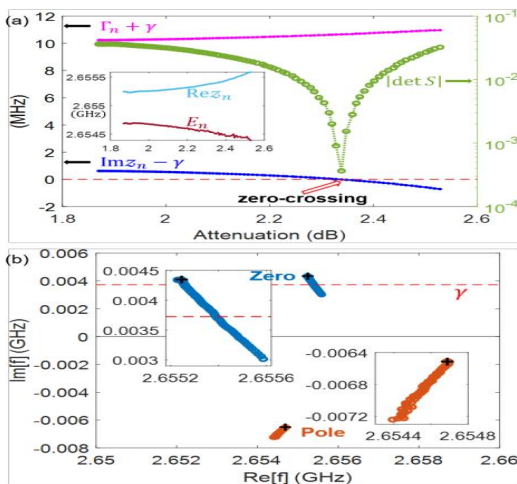 (a)
12
10
8
6
4
2
0
-2
(MHz)
Γn + γ
2.6555
2.655
(GHz)
2.6545
Rezn
En
1.8 2 2.2 2.4 2.6
Imzn − γ
zero-crossing
|det S|
10-1
10-2
10-3
10-4
1.8 2 2.2 2.4 2.6
Attenuation (dB)
(b)
0.006
0.004
0.002
0
-0.002
-0.004
-0.006
-0.008
Im[f] (GHz)
0.0045
0.004
0.0035
0.003
2.6552 2.6556
Zero
γ
-0.0064
-0.0068
-0.0072
2.6544 2.6548
Pole
2.65 2.652 2.654 2.656 2.658 2.66
Re[f] (GHz)